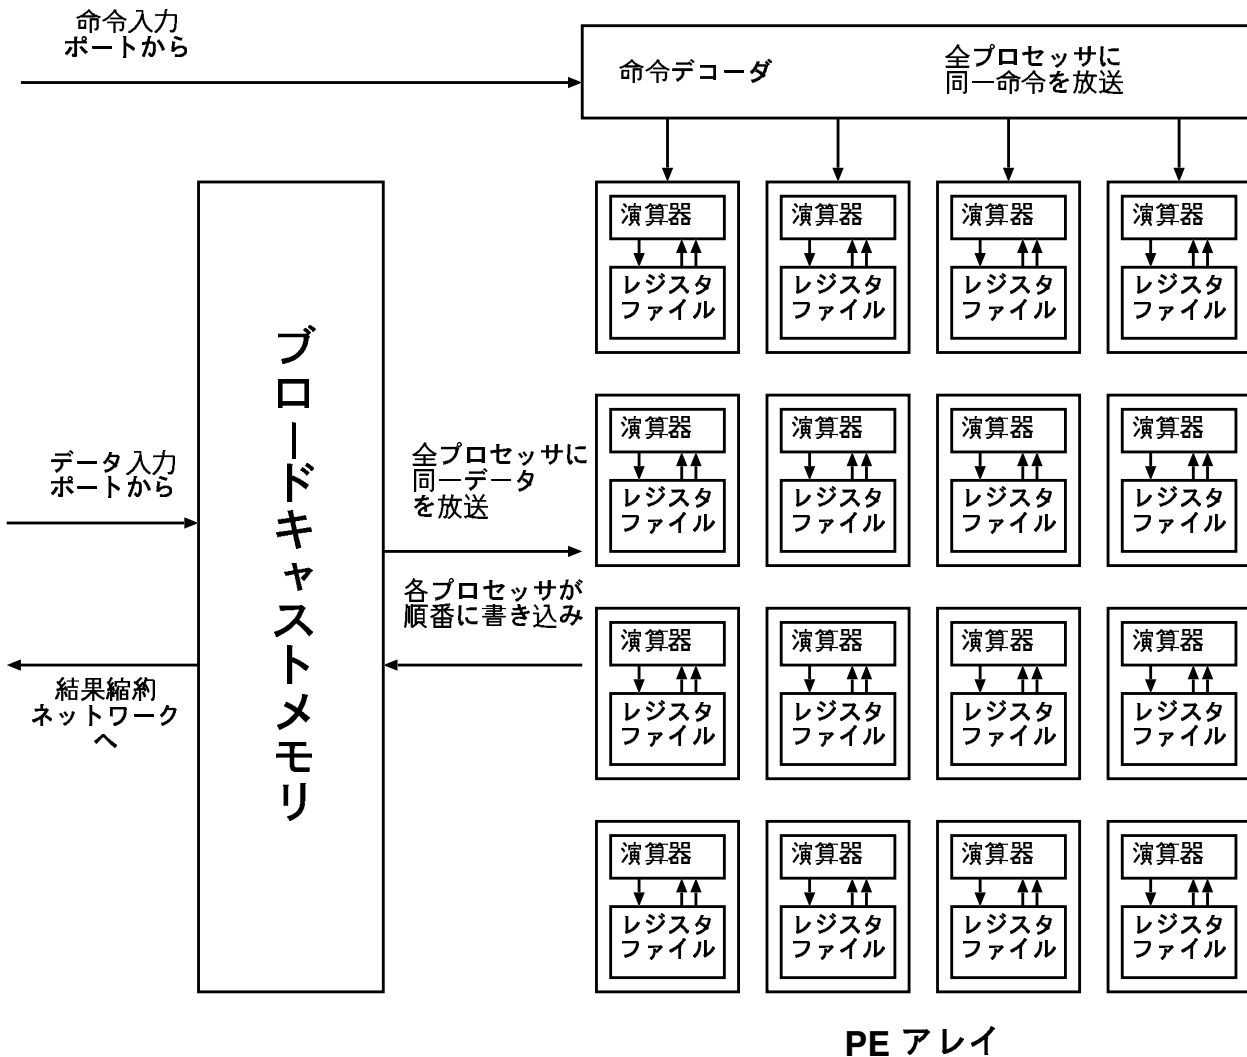 命令入力
ポートから
命令デコーダ
全プロセッサに
同一命令を放送
演算器
レジスタ
ファイル
演算器
レジスタ
ファイル
演算器
レジスタ
ファイル
演算器
レジスタ
ファイル
ブロードキャストメモリ
データ入力
ポートから
全プロセッサに
同一データ
を放送
各プロセッサが
順番に書き込み
結果縮約
ネットワーク
へ
演算器
レジスタ
ファイル
演算器
レジスタ
ファイル
演算器
レジスタ
ファイル
演算器
レジスタ
ファイル
演算器
レジスタ
ファイル
演算器
レジスタ
ファイル
演算器
レジスタ
ファイル
演算器
レジスタ
ファイル
演算器
レジスタ
ファイル
演算器
レジスタ
ファイル
演算器
レジスタ
ファイル
演算器
レジスタ
ファイル
PE アレイ